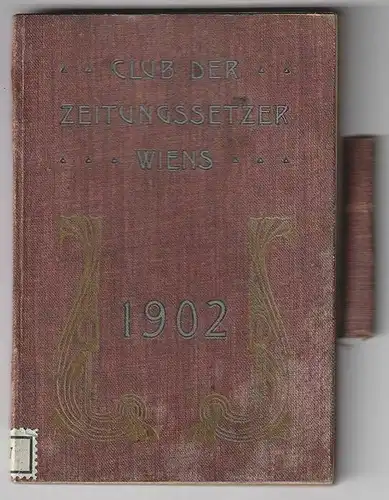 CLUB DER
ZEITUNGSSETZER
WIENS
1902